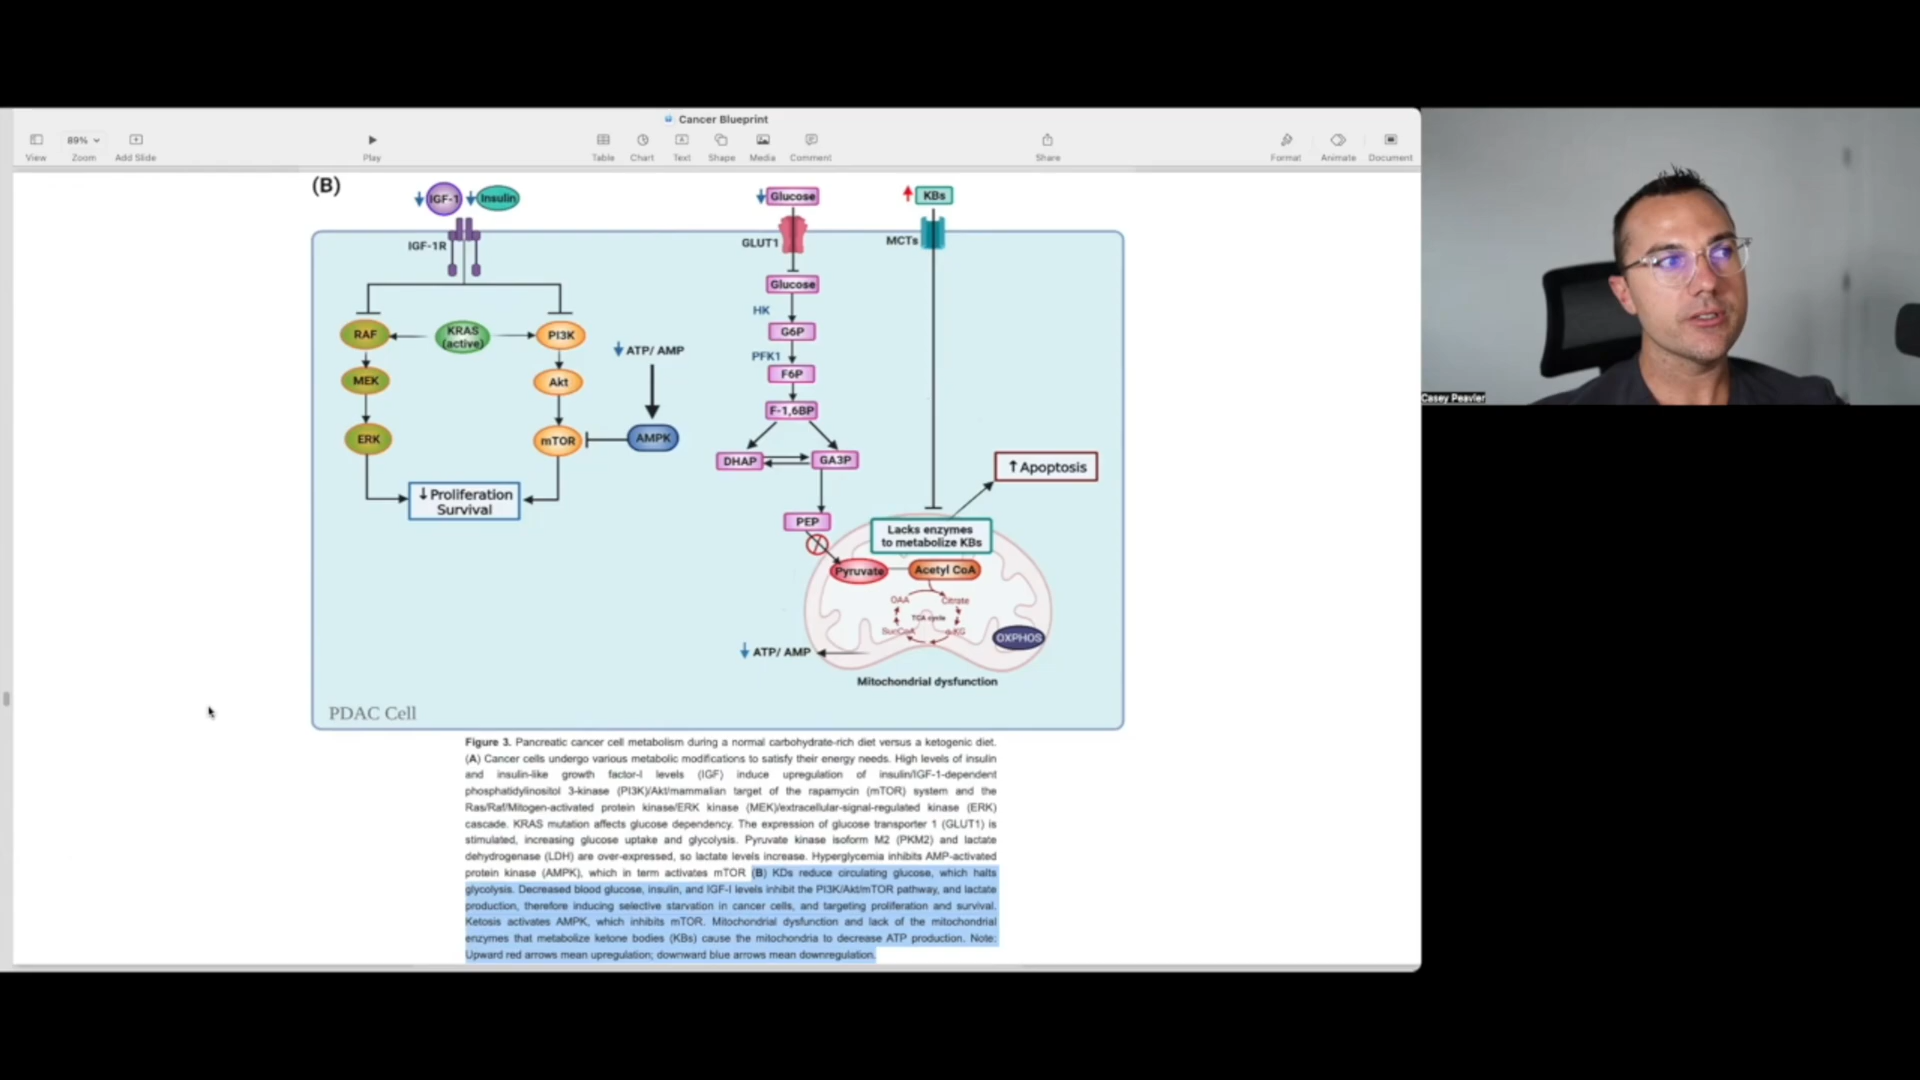 Cancer Blueprint
89%
View
Zoom
Add Slide
Play
Table
Chart
Text
Shape
Media
Comment
Share
Format
Animate
Document
(B)
IGF-1
Insulin
Glucose
KBs
IGF-1R
GLUT1
MCTs
Glucose
HK
RAF
KRAS
(active)
PI3K
G6P
↓ ATP/ AMP
PFK1
MEK
Akt
F6P
F-1,6BP
ERK
mTOR
AMPK
DHAP
GA3P
↑Apoptosis
↓Proliferation
Survival
PEP
Lacks enzymes
to metabolize KBs
Pyruvate
Acetyl CoA
OAA
Citrate
TCA cycle
SucCoA
α-KG
OXPHOS
↓ ATP/ AMP
Mitochondrial dysfunction
PDAC Cell
Casey Peavler
Figure 3. Pancreatic cancer cell metabolism during a normal carbohydrate-rich diet versus a ketogenic diet.
(A) Cancer cells undergo various metabolic modifications to satisfy their energy needs. High levels of insulin
and insulin-like growth factor-I levels (IGF) induce upregulation of insulin/IGF-1-dependent
phosphatidylinositol 3-kinase (PI3K)/Akt/mammalian target of the rapamycin (mTOR) system and the
Ras/Raf/Mitogen-activated protein kinase/ERK kinase (MEK)/extracellular-signal-regulated kinase (ERK)
cascade. KRAS mutation affects glucose dependency. The expression of glucose transporter 1 (GLUT1) is
stimulated, increasing glucose uptake and glycolysis. Pyruvate kinase isoform M2 (PKM2) and lactate
dehydrogenase (LDH) are over-expressed, so lactate levels increase. Hyperglycemia inhibits AMP-activated
protein kinase (AMPK), which in term activates mTOR (B) KDs reduce circulating glucose, which halts
glycolysis. Decreased blood glucose, insulin, and IGF-I levels inhibit the PI3K/Akt/mTOR pathway, and lactate
production, therefore inducing selective starvation in cancer cells, and targeting proliferation and survival.
Ketosis activates AMPK, which inhibits mTOR. Mitochondrial dysfunction and lack of the mitochondrial
enzymes that metabolize ketone bodies (KBs) cause the mitochondria to decrease ATP production. Note:
Upward red arrows mean upregulation; downward blue arrows mean downregulation.